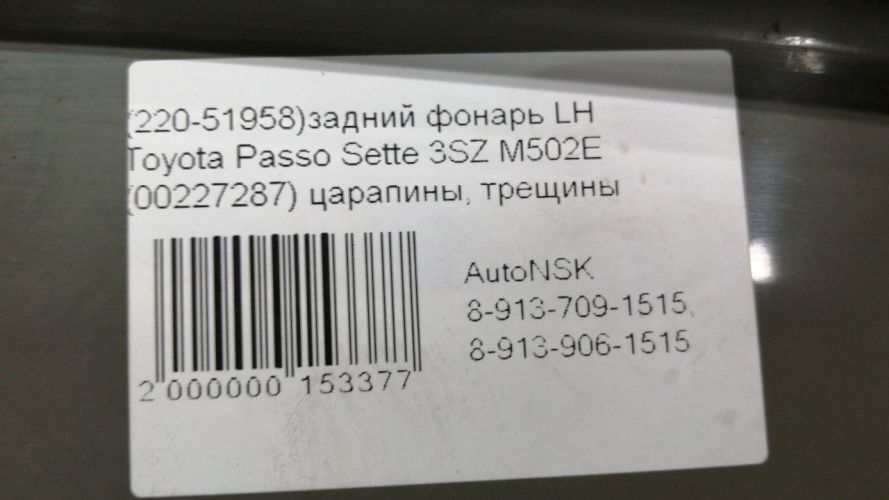 (220-51958)задний фонарь LH
Toyota Passo Sette 3SZ M502E
(00227287) царапины, трещины
AutoNSK
8-913-709-1515,
8-913-906-1515
2 000000 153377